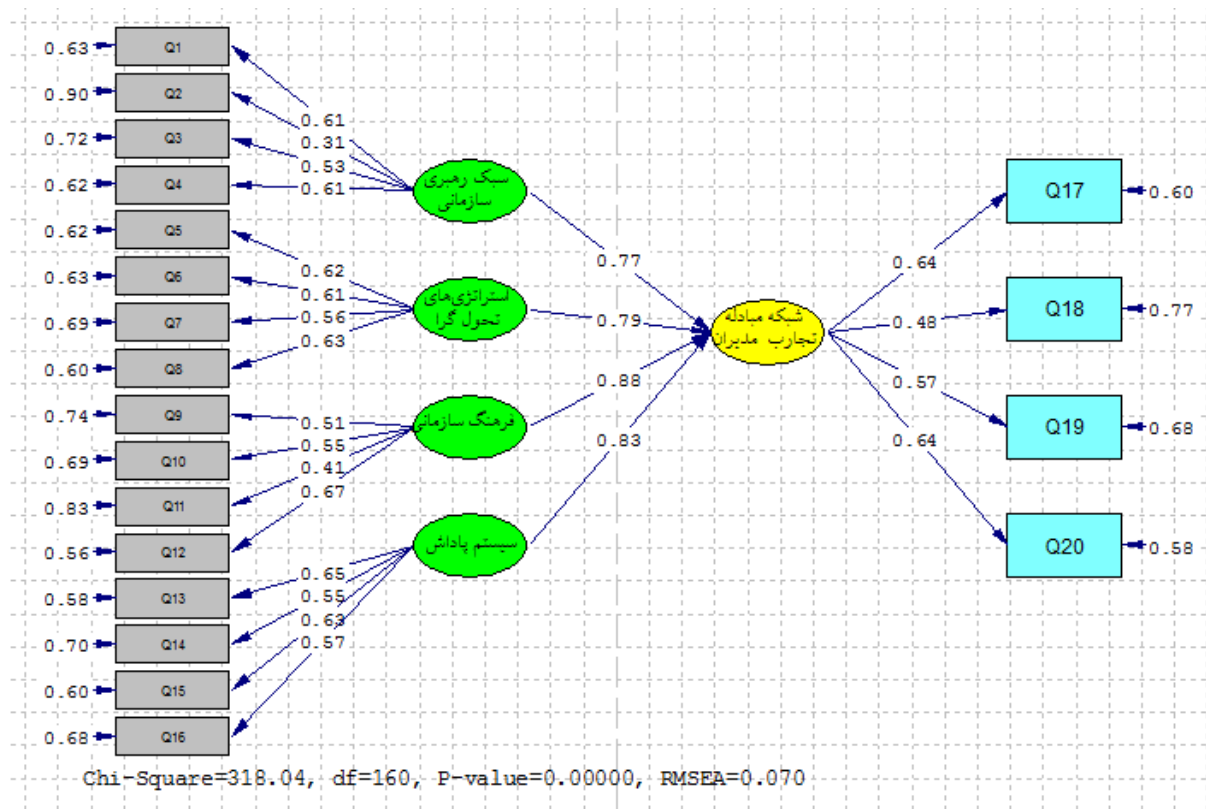 0.63
Q1
0.90
Q2
0.72
Q3
0.62
Q4
0.62
Q5
0.63
Q6
0.69
Q7
0.60
Q8
0.74
Q9
0.69
Q10
0.83
Q11
0.56
Q12
0.58
Q13
0.70
Q14
0.60
Q15
0.68
Q16
0.61
0.31
0.53
0.61
0.62
0.61
0.56
0.63
0.51
0.55
0.41
0.67
0.65
0.55
0.63
0.57
سبک رهبری
سازمانی
استراتژی‌های
تحول گرا
فرهنگ سازمانی
سیستم پاداش
0.77
0.79
0.88
0.83
شبکه مبادله
تجارب مدیران
0.64
0.48
0.57
0.64
Q17
0.60
Q18
0.77
Q19
0.68
Q20
0.58
Chi-Square=318.04, df=160, P-value=0.00000, RMSEA=0.070